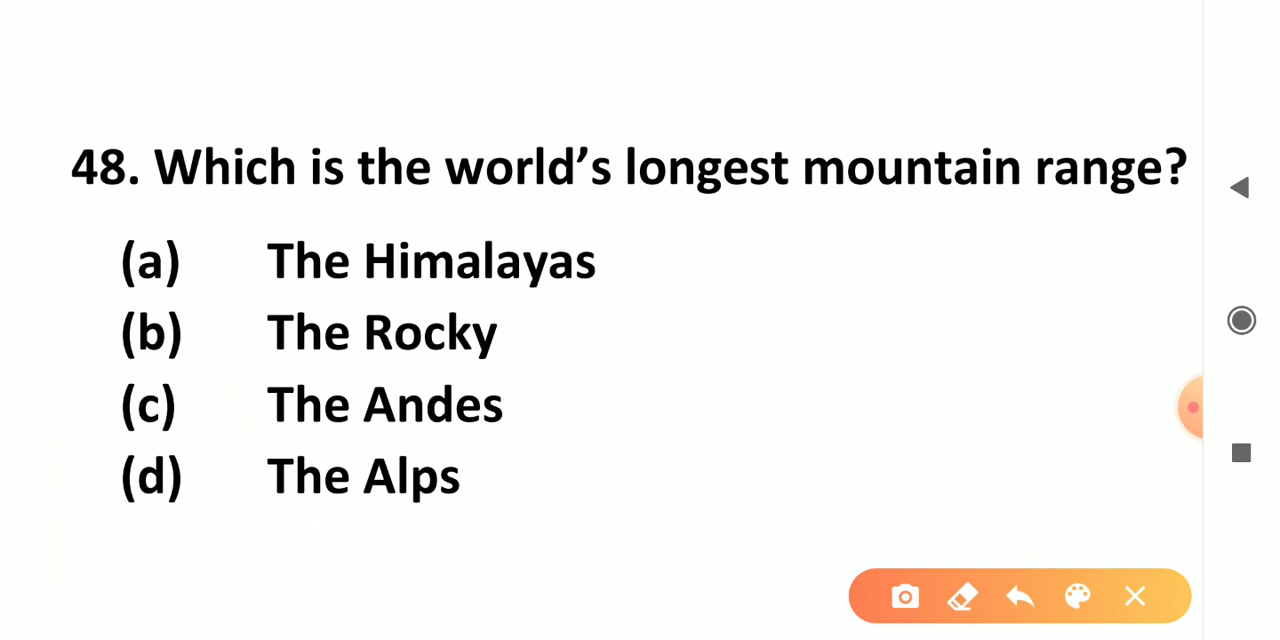 48. Which is the world’s longest mountain range?
(a) The Himalayas
(b) The Rocky
(c) The Andes
(d) The Alps